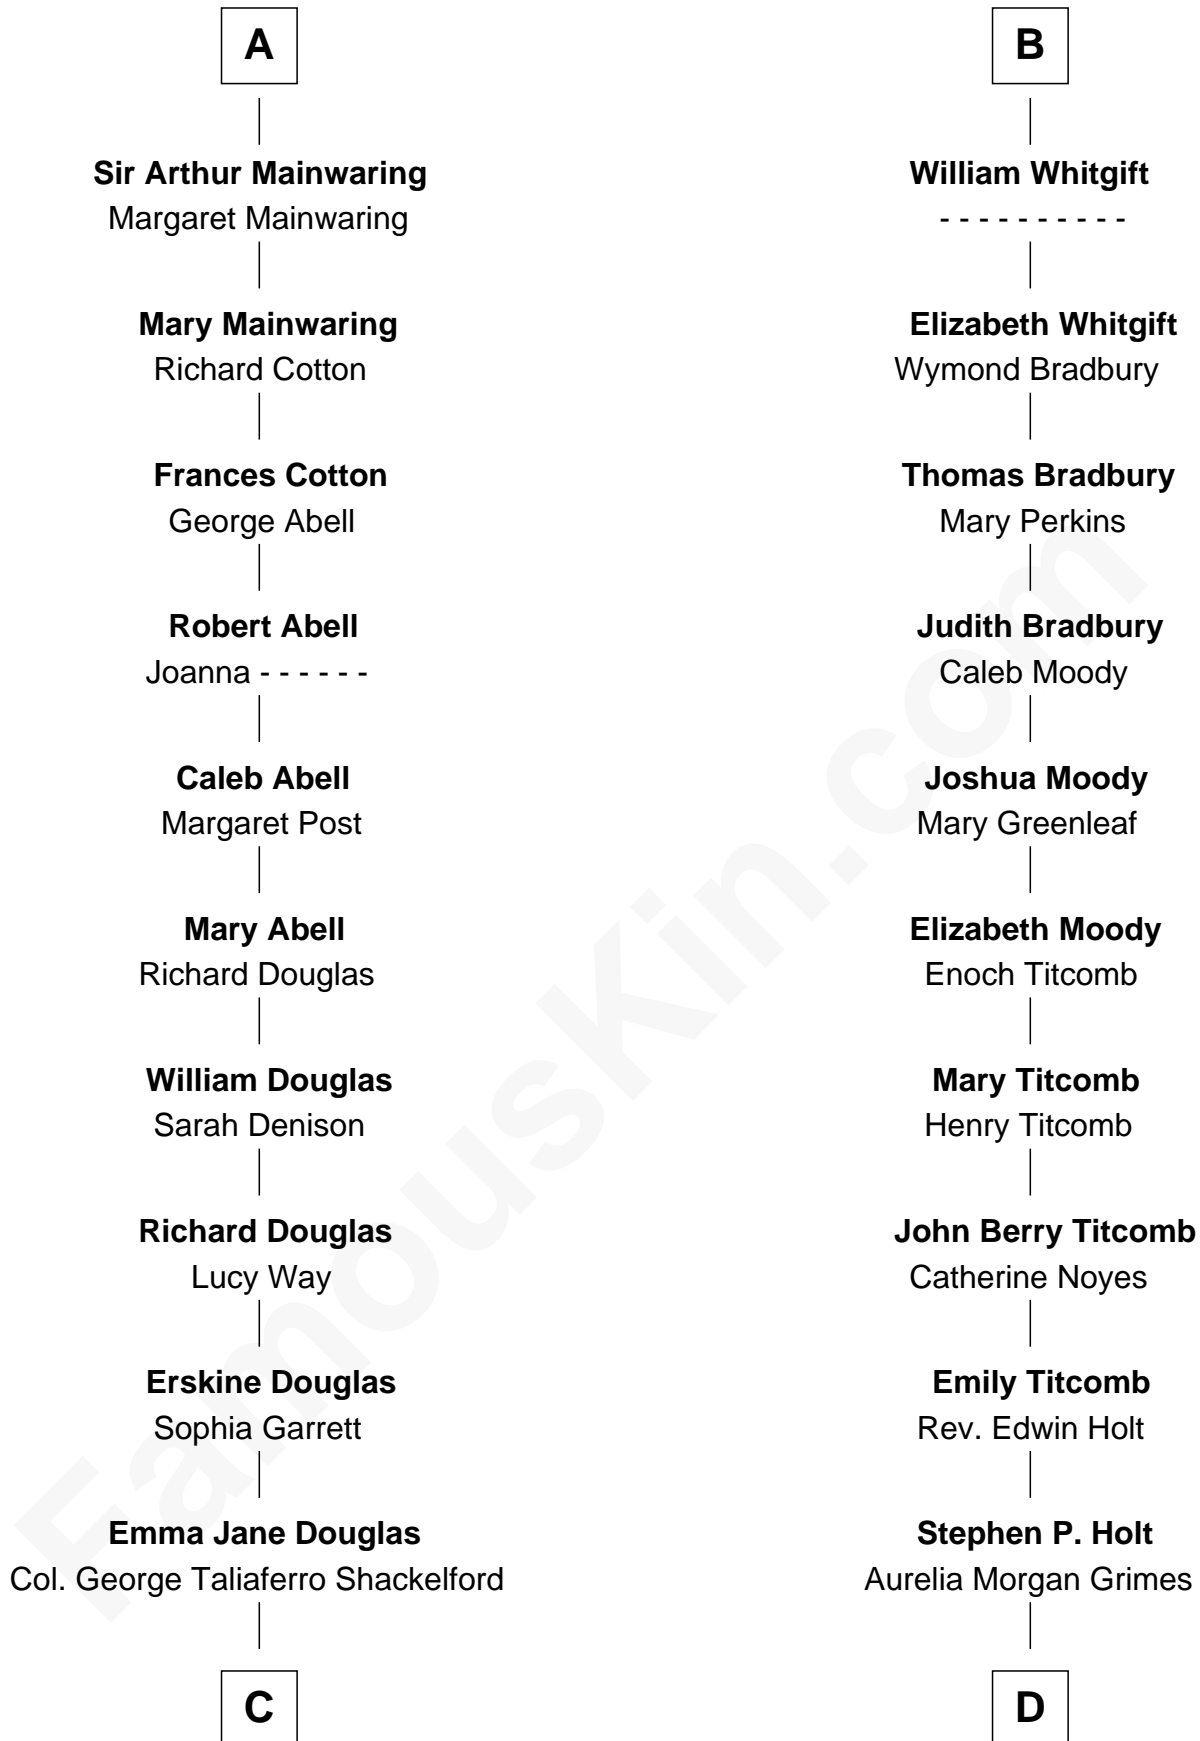 A
Sir Arthur Mainwaring
Margaret Mainwaring
Mary Mainwaring
Richard Cotton
Frances Cotton
George Abell
Robert Abell
Joanna - - - - - -
Caleb Abell
Margaret Post
Mary Abell
Richard Douglas
William Douglas
Sarah Denison
Richard Douglas
Lucy Way
Erskine Douglas
Sophia Garrett
Emma Jane Douglas
Col. George Taliaferro Shackelford
C
B
William Whitgift
- - - - - - - - - -
Elizabeth Whitgift
Wymond Bradbury
Thomas Bradbury
Mary Perkins
Judith Bradbury
Caleb Moody
Joshua Moody
Mary Greenleaf
Elizabeth Moody
Enoch Titcomb
Mary Titcomb
Henry Titcomb
John Berry Titcomb
Catherine Noyes
Emily Titcomb
Rev. Edwin Holt
Stephen P. Holt
Aurelia Morgan Grimes
D
FamousKin.com